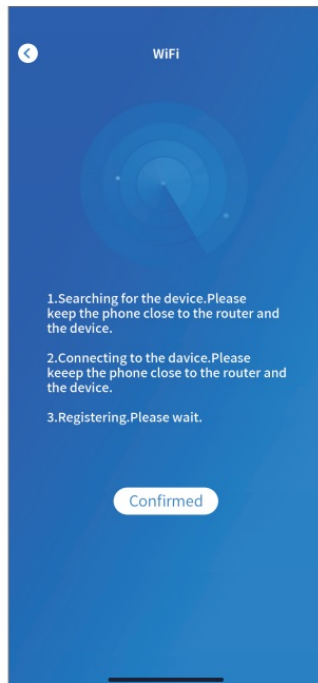 WiFi
1.Searching for the device.Please
keep the phone close to the router and
the device.
2.Connecting to the davice.Please
keeep the phone close to the router and
the device.
3.Registering.Please wait.
Confirmed